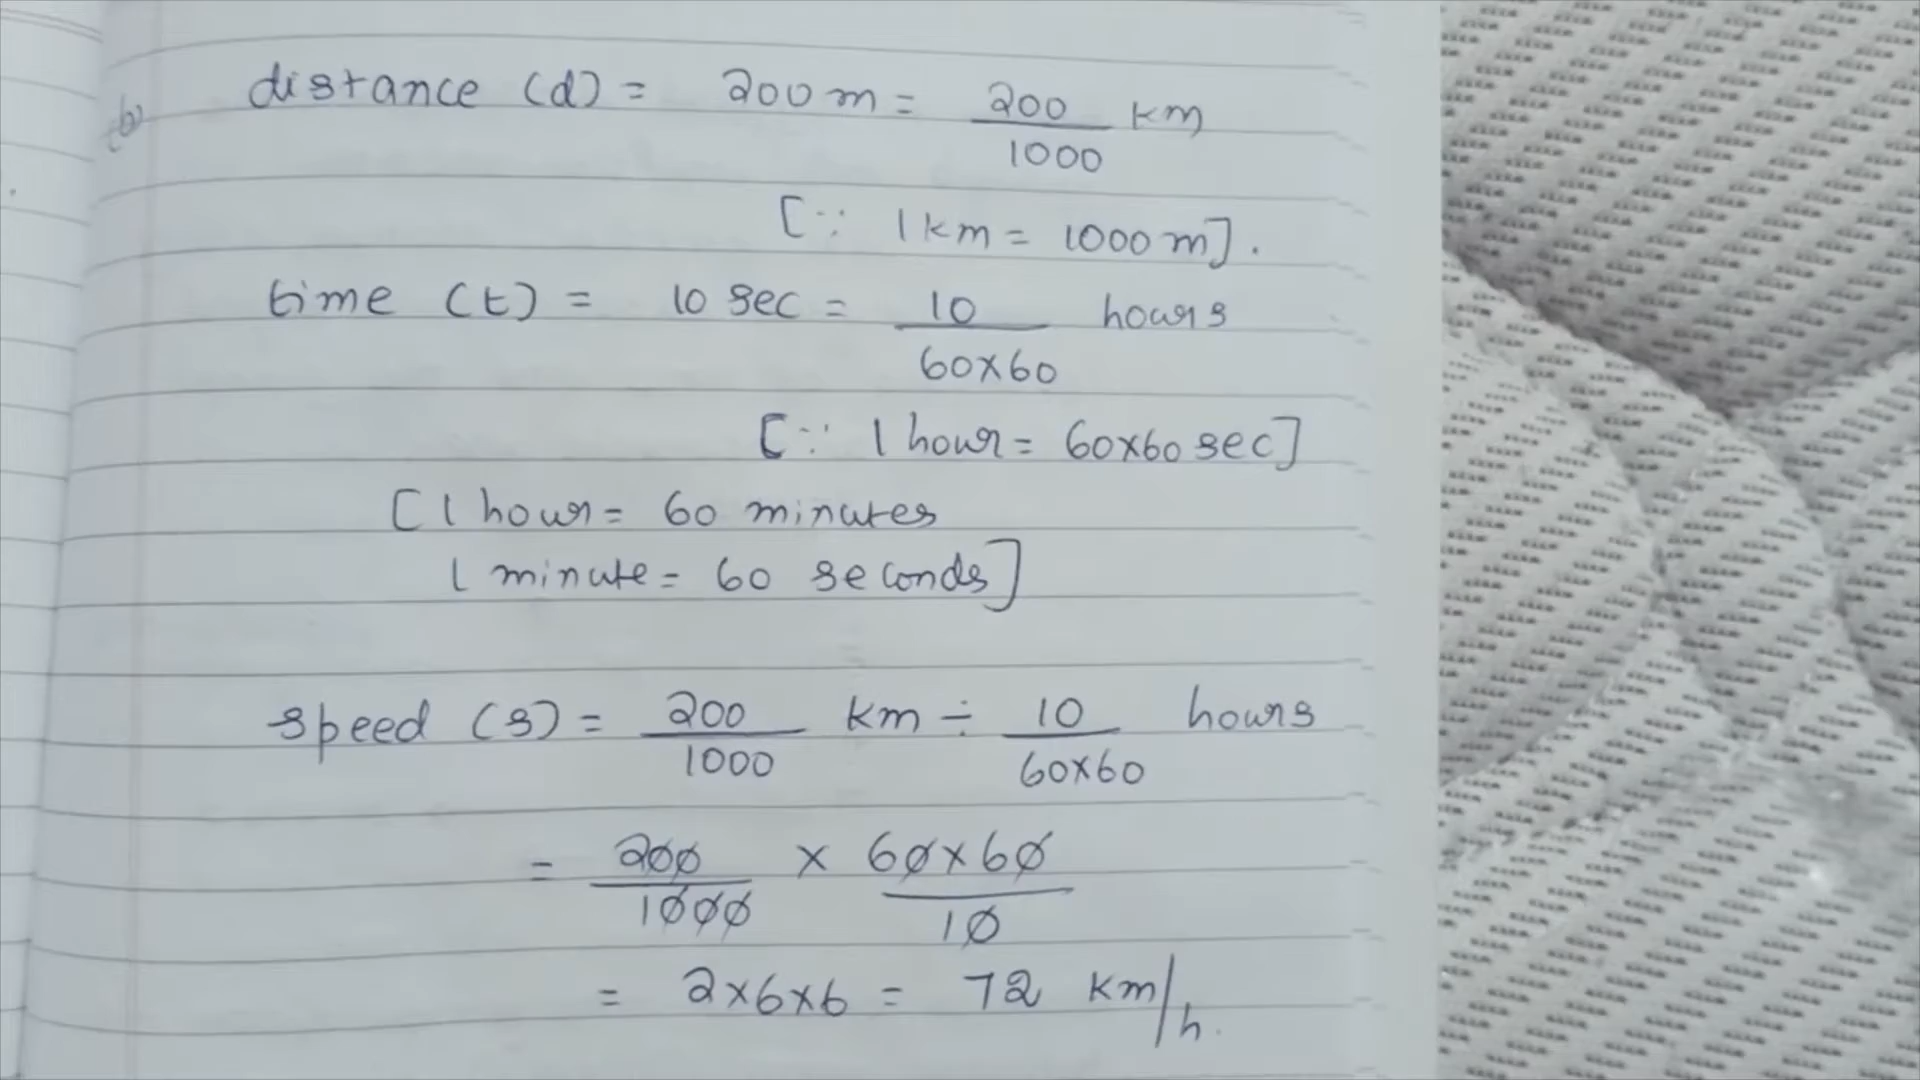 (b) distance (d) = 200 m = 200/1000 km
[∵ 1 km = 1000 m].
time (t) = 10 sec = 10/60×60 hours
[∵ 1 hour = 60×60 sec]
[1 hour = 60 minutes
1 minute = 60 seconds]
speed (s) = 200/1000 km ÷ 10/60×60 hours
= 200/1000 × 60×60/10
= 2×6×6 = 72 km/h.